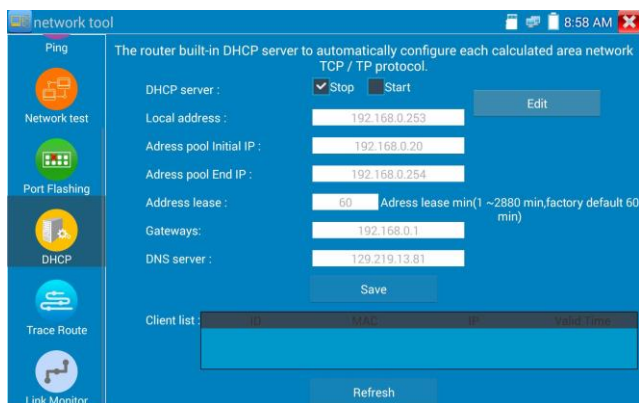 network tool
8:58 AM
Ping
Network test
Port Flashing
DHCP
Trace Route
Link Monitor
The router built-in DHCP server to automatically configure each calculated area network
TCP / TP protocol.
DHCP server :
Stop
Start
Edit
Local address :
192.168.0.253
Adress pool Initial IP :
192.168.0.20
Adress pool End IP :
192.168.0.254
Address lease :
60
Adress lease min(1 ~2880 min,factory default 60
min)
Gateways:
192.168.0.1
DNS server :
129.219.13.81
Save
Client list :
ID
MAC
IP
Valid Time
Refresh